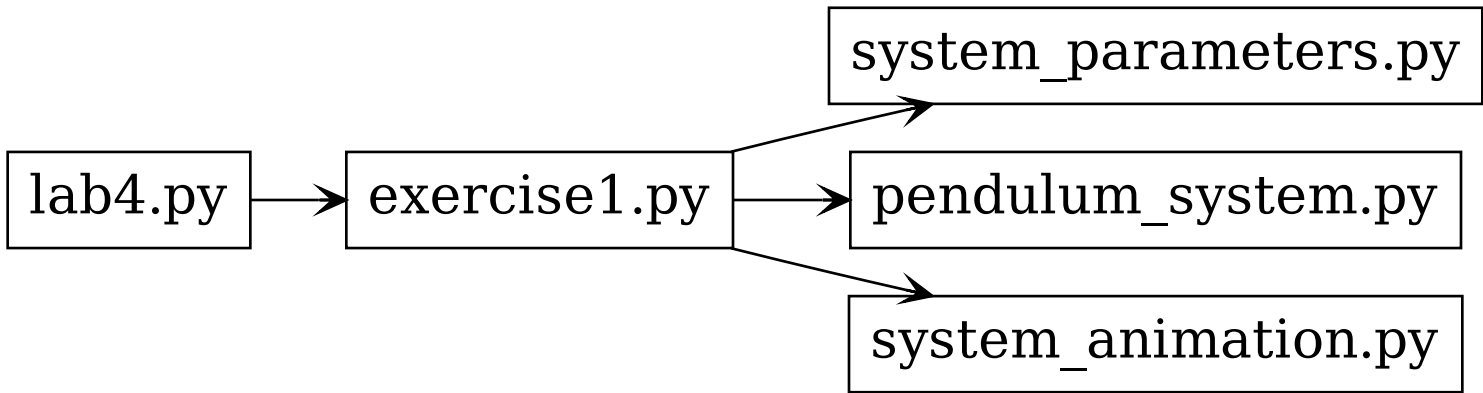 system_parameters.py
lab4.py
exercise1.py
pendulum_system.py
system_animation.py